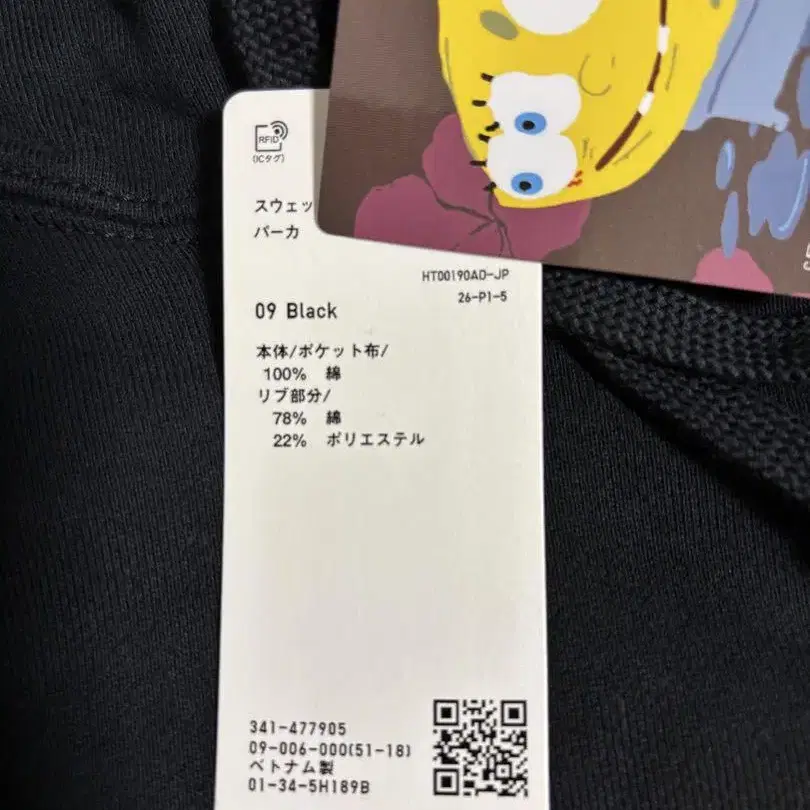 RFID
(ICタグ)
スウェッ
パーカ
HT00190AD-JP
26-P1-5
09 Black
本体/ポケット布/
100% 綿
リブ部分/
78% 綿
22% ポリエステル
341-477905
09-006-000(51-18)
ベトナム製
01-34-5H189B